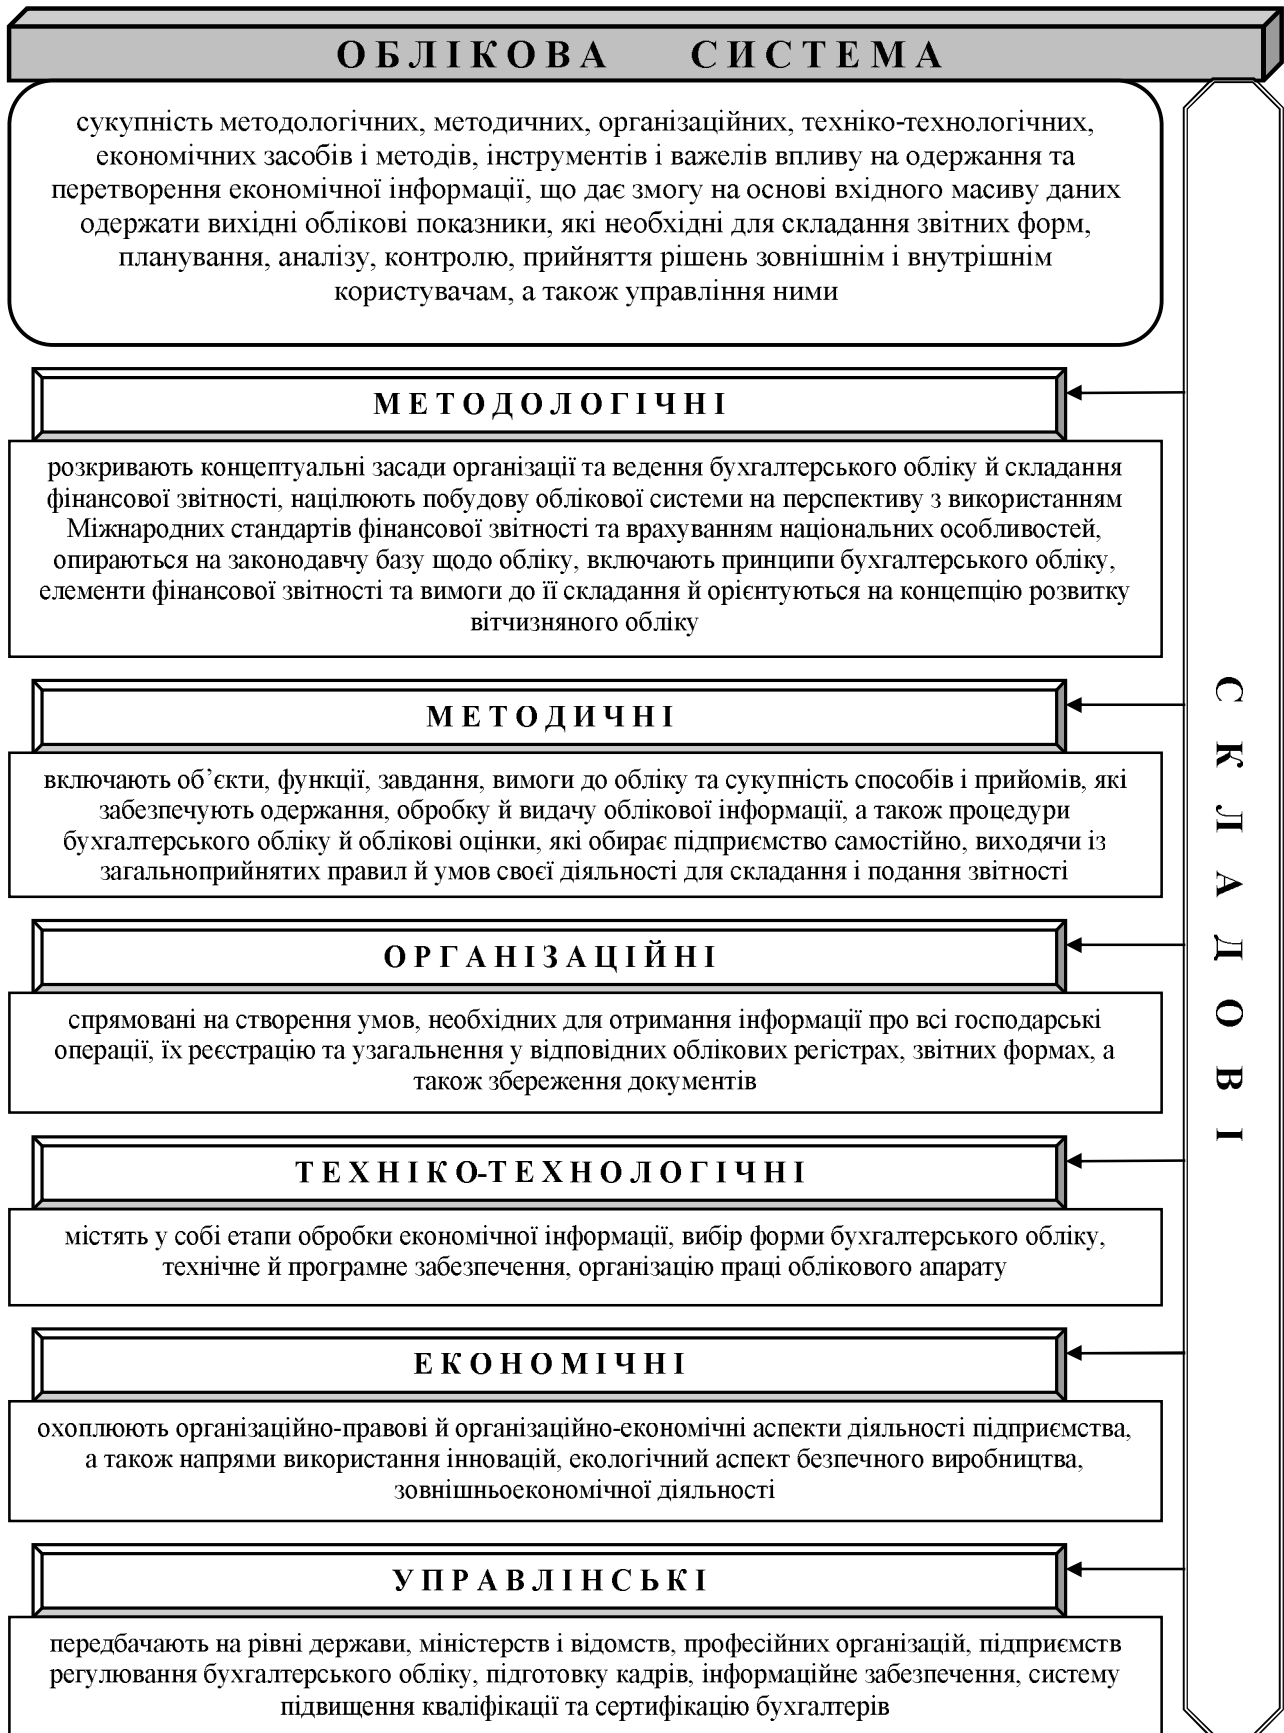 ОБЛІКОВА СИСТЕМА
сукупність методологічних, методичних, організаційних, техніко-технологічних,
економічних засобів і методів, інструментів і важелів впливу на одержання та
перетворення економічної інформації, що дає змогу на основі вхідного масиву даних
одержати вихідні облікові показники, які необхідні для складання звітних форм,
планування, аналізу, контролю, прийняття рішень зовнішнім і внутрішнім
користувачам, а також управління ними
МЕТОДОЛОГІЧНІ
розкривають концептуальні засади організації та ведення бухгалтерського обліку й складання
фінансової звітності, націлюють побудову облікової системи на перспективу з використанням
Міжнародних стандартів фінансової звітності та врахуванням національних особливостей,
опираються на законодавчу базу щодо обліку, включають принципи бухгалтерського обліку,
елементи фінансової звітності та вимоги до її складання й орієнтуються на концепцію розвитку
вітчизняного обліку
МЕТОДИЧНІ
включають об’єкти, функції, завдання, вимоги до обліку та сукупність способів і прийомів, які
забезпечують одержання, обробку й видачу облікової інформації, а також процедури
бухгалтерського обліку й облікові оцінки, які обирає підприємство самостійно, виходячи із
загальноприйнятих правил й умов своєї діяльності для складання і подання звітності
ОРГАНІЗАЦІЙНІ
спрямовані на створення умов, необхідних для отримання інформації про всі господарські
операції, їх реєстрацію та узагальнення у відповідних облікових регістрах, звітних формах, а
також збереження документів
ТЕХНІКО-ТЕХНОЛОГІЧНІ
містять у собі етапи обробки економічної інформації, вибір форми бухгалтерського обліку,
технічне й програмне забезпечення, організацію праці облікового апарату
ЕКОНОМІЧНІ
охоплюють організаційно-правові й організаційно-економічні аспекти діяльності підприємства,
а також напрями використання інновацій, екологічний аспект безпечного виробництва,
зовнішньоекономічної діяльності
УПРАВЛІНСЬКІ
передбачають на рівні держави, міністерств і відомств, професійних організацій, підприємств
регулювання бухгалтерського обліку, підготовку кадрів, інформаційне забезпечення, систему
підвищення кваліфікації та сертифікацію бухгалтерів
СКЛАДОВІ